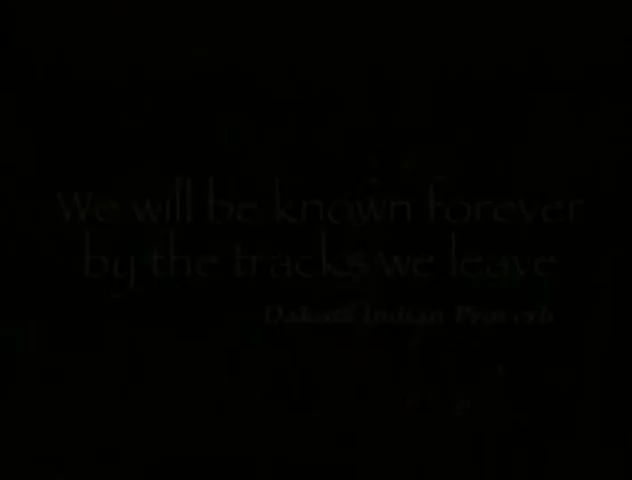 We will be known forever
by the tracks we leave
Dakota Indian Proverb